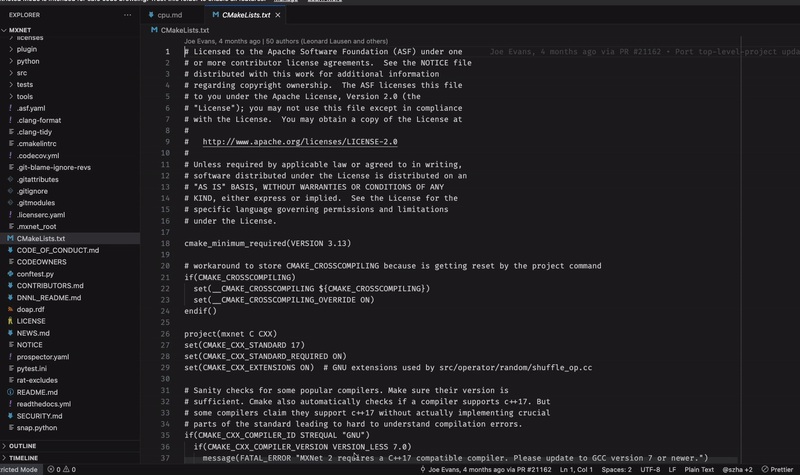 EXPLORER
MXNET
licenses
plugin
python
src
tests
tools
.asf.yaml
.clang-format
.clang-tidy
.cmakelintrc
.codecov.yml
.git-blame-ignore-revs
.gitattributes
.gitignore
.gitmodules
.licenserc.yaml
.mxnet_root
CMakeLists.txt
CODE_OF_CONDUCT.md
CODEOWNERS
conftest.py
CONTRIBUTORS.md
DNNL_README.md
doap.rdf
LICENSE
NEWS.md
NOTICE
prospector.yaml
pytest.ini
rat-excludes
README.md
readthedocs.yml
SECURITY.md
snap.python
OUTLINE
TIMELINE
cpu.md
CMakeLists.txt
CMakeLists.txt
Joe Evans, 4 months ago | 50 authors (Leonard Lausen and others)
1 # Licensed to the Apache Software Foundation (ASF) under one Joe Evans, 4 months ago via PR #21162 • Port top-level-project upda
2 # or more contributor license agreements.  See the NOTICE file
3 # distributed with this work for additional information
4 # regarding copyright ownership.  The ASF licenses this file
5 # to you under the Apache License, Version 2.0 (the
6 # "License"); you may not use this file except in compliance
7 # with the License.  You may obtain a copy of the License at
8 #
9 #   http://www.apache.org/licenses/LICENSE-2.0
10 #
11 # Unless required by applicable law or agreed to in writing,
12 # software distributed under the License is distributed on an
13 # "AS IS" BASIS, WITHOUT WARRANTIES OR CONDITIONS OF ANY
14 # KIND, either express or implied.  See the License for the
15 # specific language governing permissions and limitations
16 # under the License.
17
18 cmake_minimum_required(VERSION 3.13)
19
20 # workaround to store CMAKE_CROSSCOMPILING because is getting reset by the project command
21 if(CMAKE_CROSSCOMPILING)
22   set(__CMAKE_CROSSCOMPILING ${CMAKE_CROSSCOMPILING})
23   set(__CMAKE_CROSSCOMPILING_OVERRIDE ON)
24 endif()
25
26 project(mxnet C CXX)
27 set(CMAKE_CXX_STANDARD 17)
28 set(CMAKE_CXX_STANDARD_REQUIRED ON)
29 set(CMAKE_CXX_EXTENSIONS ON)  # GNU extensions used by src/operator/random/shuffle_op.cc
30
31 # Sanity checks for some popular compilers. Make sure their version is
32 # sufficient. Cmake also automatically checks if a compiler supports c++17. But
33 # some compilers claim they support c++17 without actually implementing crucial
34 # parts of the standard leading to hard to understand compilation errors.
35 if(CMAKE_CXX_COMPILER_ID STREQUAL "GNU")
36   if(CMAKE_CXX_COMPILER_VERSION VERSION_LESS 7.0)
37     message(FATAL_ERROR "MXNet 2 requires a C++17 compatible compiler. Please update to GCC version 7 or newer.")
tricted Mode 0 0 Joe Evans, 4 months ago via PR #21162 Ln 1, Col 1 Spaces: 2 UTF-8 LF Plain Text @szha +2 Prettier